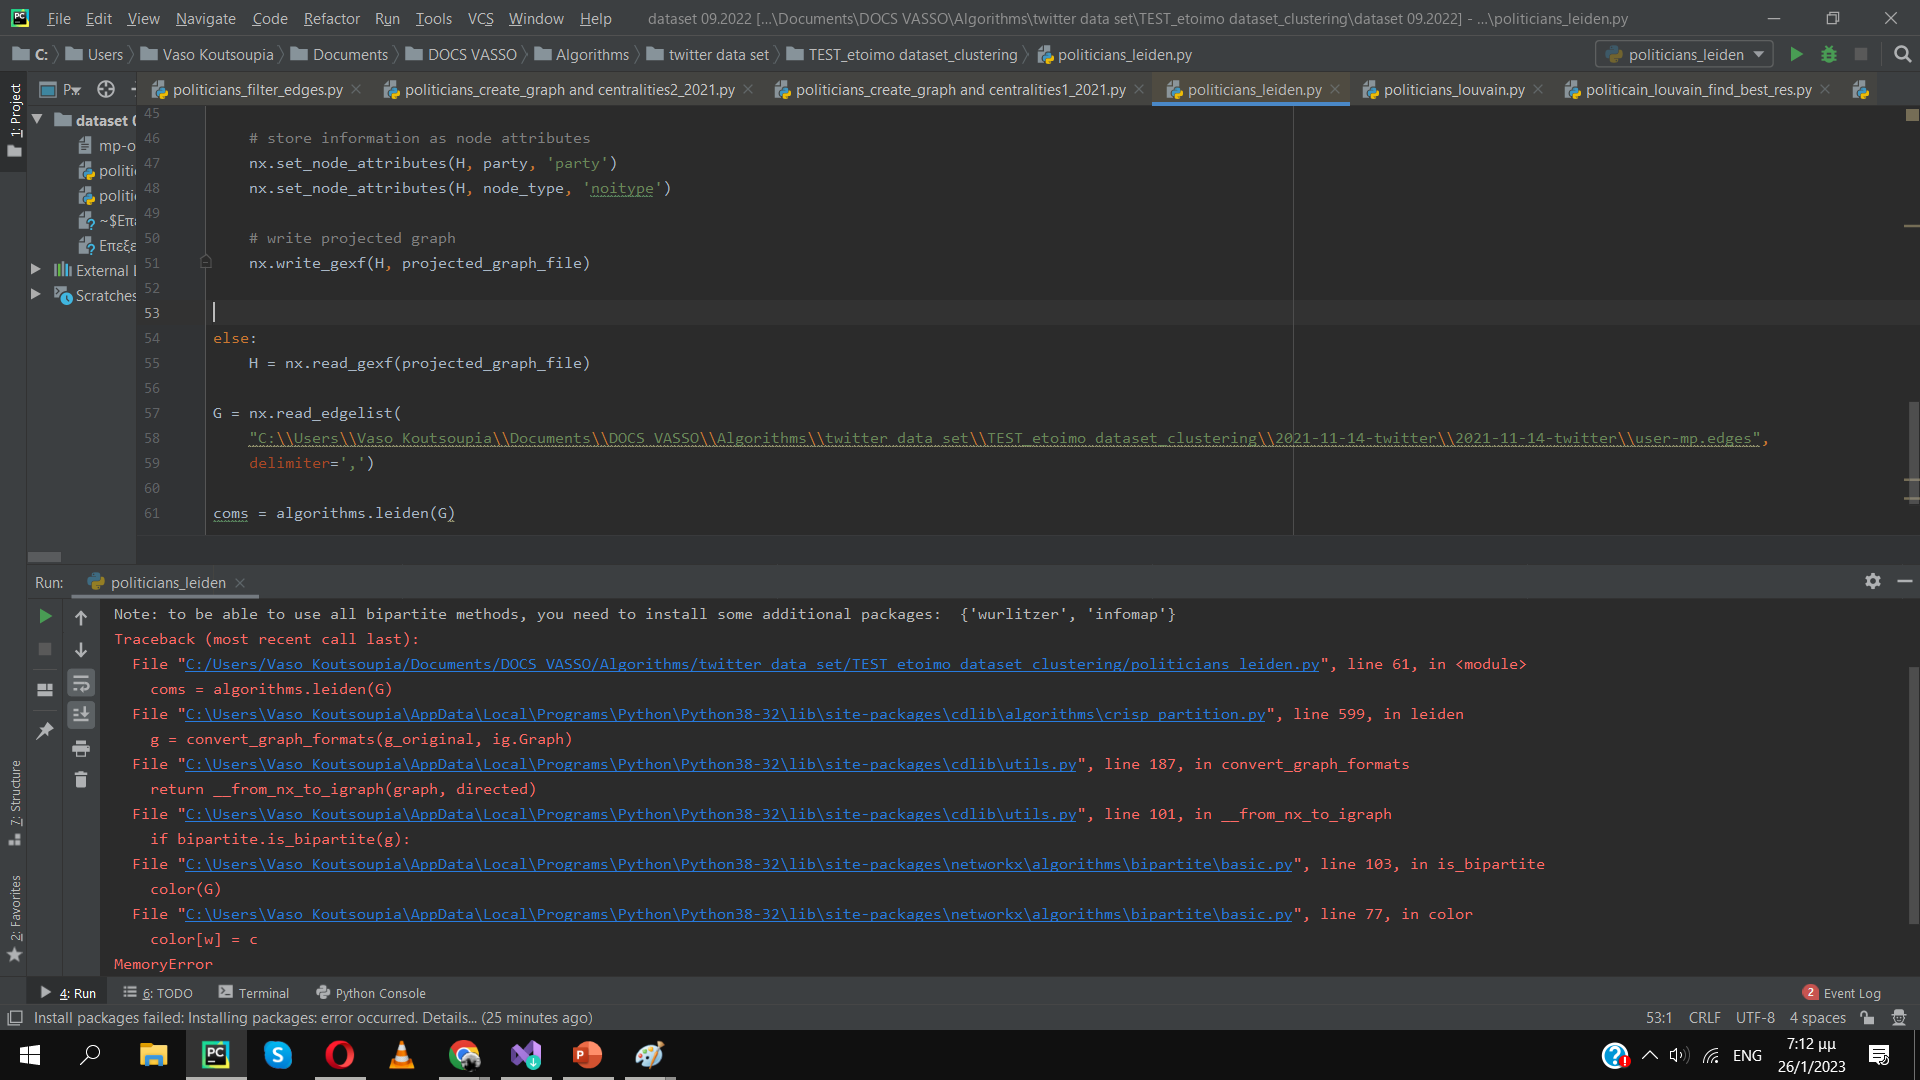 File Edit View Navigate Code Refactor Run Tools VCS Window Help dataset 09.2022 [...\Documents\DOCS VASSO\Algorithms\twitter data set\TEST_etoimo dataset_clustering\dataset 09.2022] - ...\politicians_leiden.py
C: Users Vaso Koutsoupia Documents DOCS VASSO Algorithms twitter data set TEST_etoimo dataset_clustering politicians_leiden.py politicians_leiden
P... politicians_filter_edges.py politicians_create_graph and centralities2_2021.py politicians_create_graph and centralities1_2021.py politicians_leiden.py politicians_louvain.py politicain_louvain_find_best_res.py
1: Project
dataset 0
mp-o
politi
politi
~$Επε
Επεξε
External l
Scratches
45
46 # store information as node attributes
47 nx.set_node_attributes(H, party, 'party')
48 nx.set_node_attributes(H, node_type, 'noitype')
49
50 # write projected graph
51 nx.write_gexf(H, projected_graph_file)
52
53
54 else:
55 H = nx.read_gexf(projected_graph_file)
56
57 G = nx.read_edgelist(
58 "C:\\Users\\Vaso Koutsoupia\\Documents\\DOCS VASSO\\Algorithms\\twitter data set\\TEST_etoimo dataset_clustering\\2021-11-14-twitter\\2021-11-14-twitter\\user-mp.edges",
59 delimiter=',')
60
61 coms = algorithms.leiden(G)
Run: politicians_leiden
Note: to be able to use all bipartite methods, you need to install some additional packages:  {'wurlitzer', 'infomap'}
Traceback (most recent call last):
File "C:/Users/Vaso Koutsoupia/Documents/DOCS VASSO/Algorithms/twitter data set/TEST_etoimo dataset_clustering/politicians_leiden.py", line 61, in <module>
coms = algorithms.leiden(G)
File "C:\Users\Vaso Koutsoupia\AppData\Local\Programs\Python\Python38-32\lib\site-packages\cdlib\algorithms\crisp_partition.py", line 599, in leiden
g = convert_graph_formats(g_original, ig.Graph)
File "C:\Users\Vaso Koutsoupia\AppData\Local\Programs\Python\Python38-32\lib\site-packages\cdlib\utils.py", line 187, in convert_graph_formats
return __from_nx_to_igraph(graph, directed)
File "C:\Users\Vaso Koutsoupia\AppData\Local\Programs\Python\Python38-32\lib\site-packages\cdlib\utils.py", line 101, in __from_nx_to_igraph
if bipartite.is_bipartite(g):
File "C:\Users\Vaso Koutsoupia\AppData\Local\Programs\Python\Python38-32\lib\site-packages\networkx\algorithms\bipartite\basic.py", line 103, in is_bipartite
color(G)
File "C:\Users\Vaso Koutsoupia\AppData\Local\Programs\Python\Python38-32\lib\site-packages\networkx\algorithms\bipartite\basic.py", line 77, in color
color[w] = c
MemoryError
7: Structure
2: Favorites
4: Run 6: TODO Terminal Python Console 2 Event Log
Install packages failed: Installing packages: error occurred. Details... (25 minutes ago) 53:1 CRLF UTF-8 4 spaces
ENG 7:12 μμ
26/1/2023